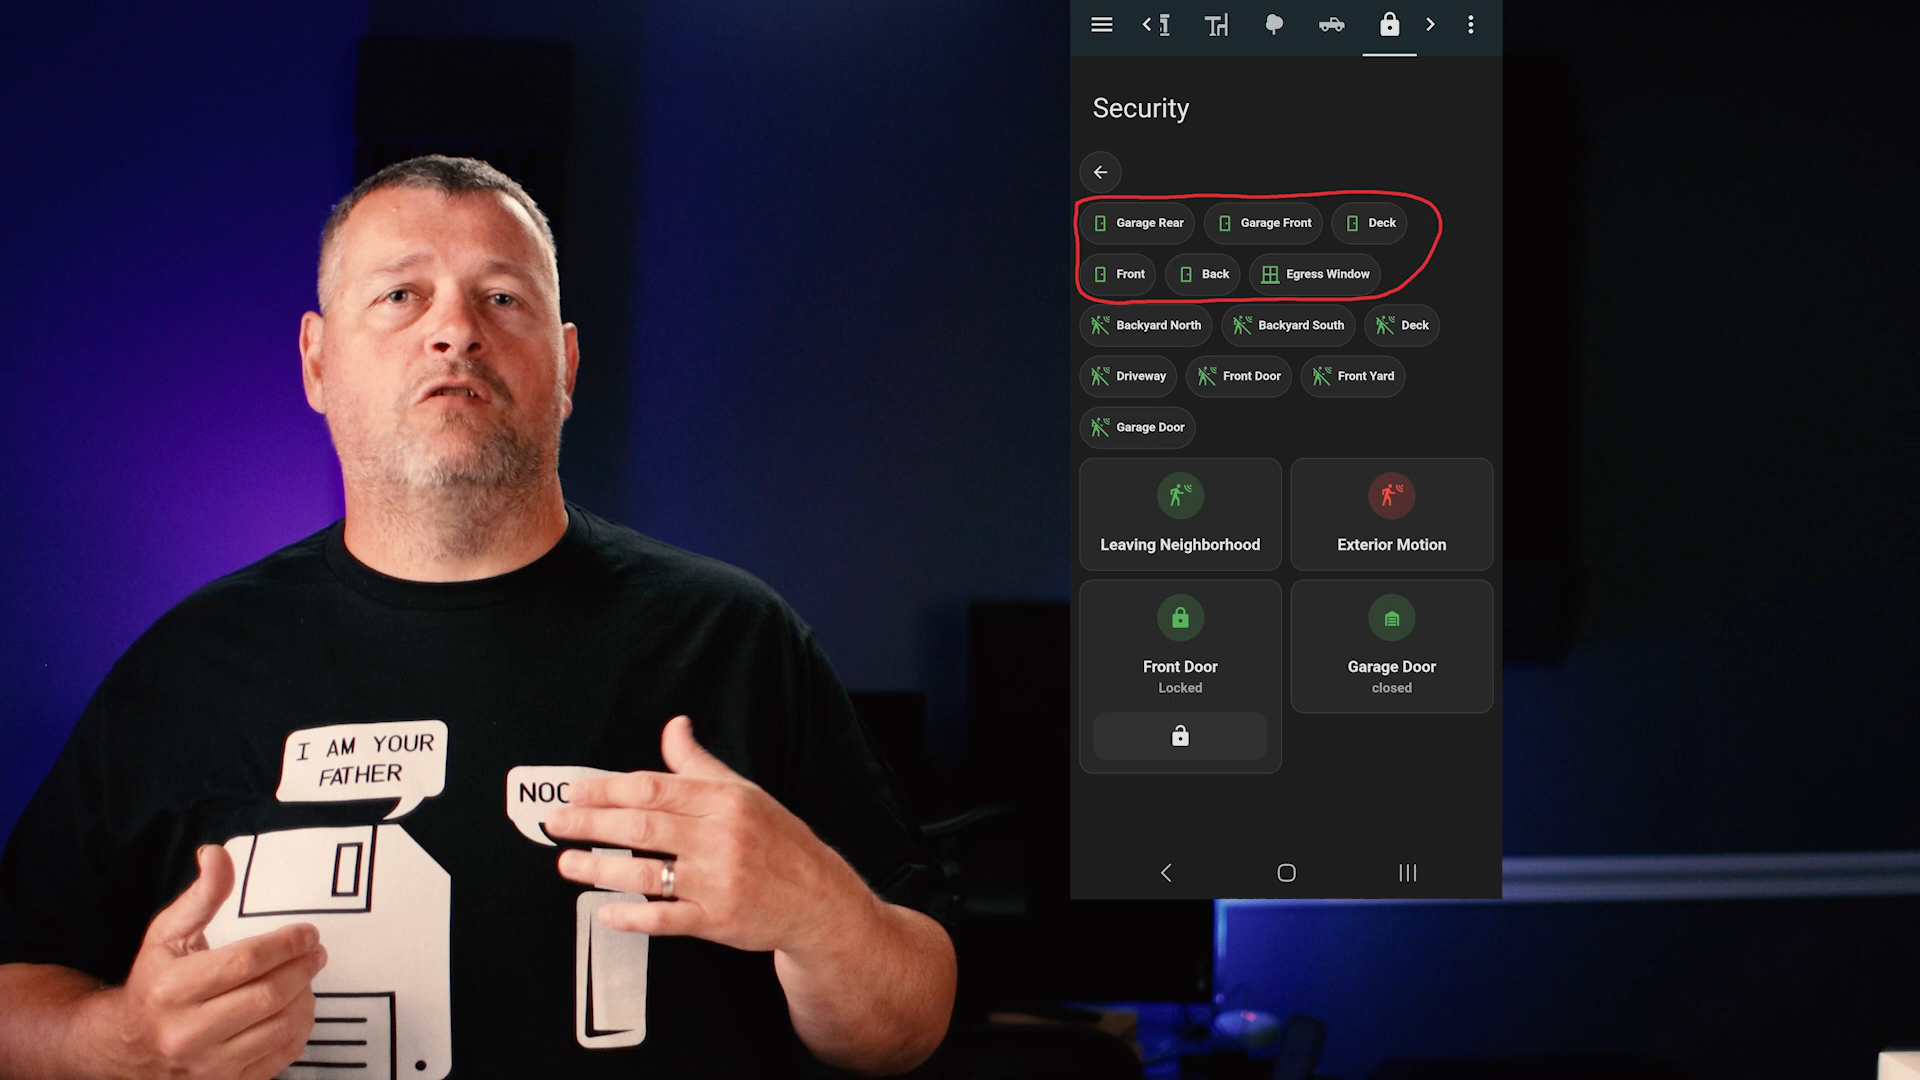 Security
Garage Rear Garage Front Deck
Front Back Egress Window
Backyard North Backyard South Deck
Driveway Front Door Front Yard
Garage Door
Leaving Neighborhood Exterior Motion
Front Door Garage Door
Locked closed
I AM YOUR
FATHER